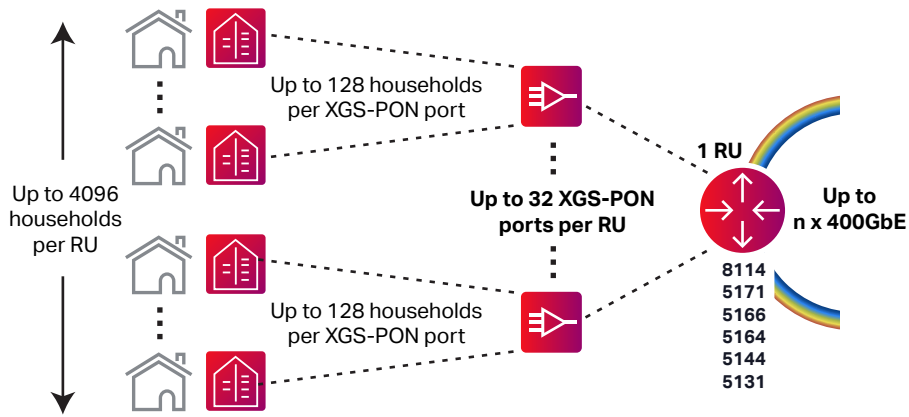 Up to 128 households
per XGS-PON port
1 RU
Up to 4096
households
per RU
Up to 32 XGS-PON
ports per RU
Up to
n x 400GbE
8114
5171
5166
5164
5144
5131
Up to 128 households
per XGS-PON port